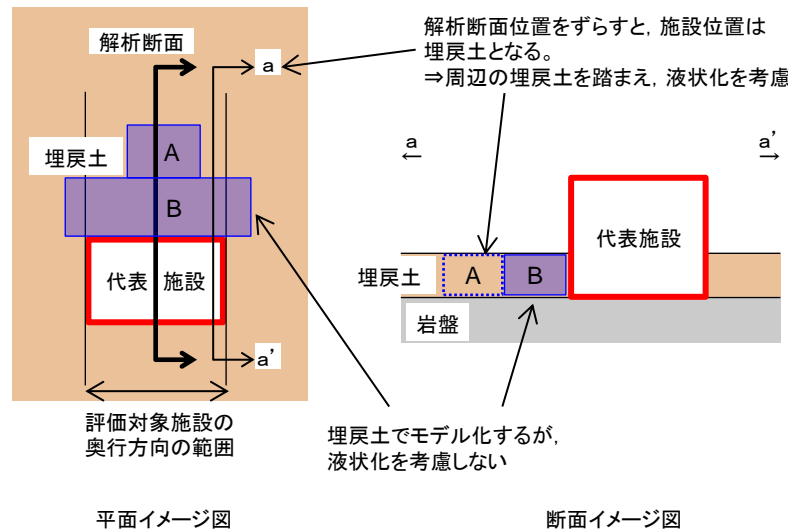 解析断面
a
解析断面位置をずらすと, 施設位置は
埋戻土となる。
⇒周辺の埋戻土を踏まえ, 液状化を考慮
a
a’
A
埋戻土
B
代表 施設
代表施設
埋戻土
A
B
岩盤
a’
評価対象施設の
奥行方向の範囲
埋戻土でモデル化するが,
液状化を考慮しない
平面イメージ図
断面イメージ図